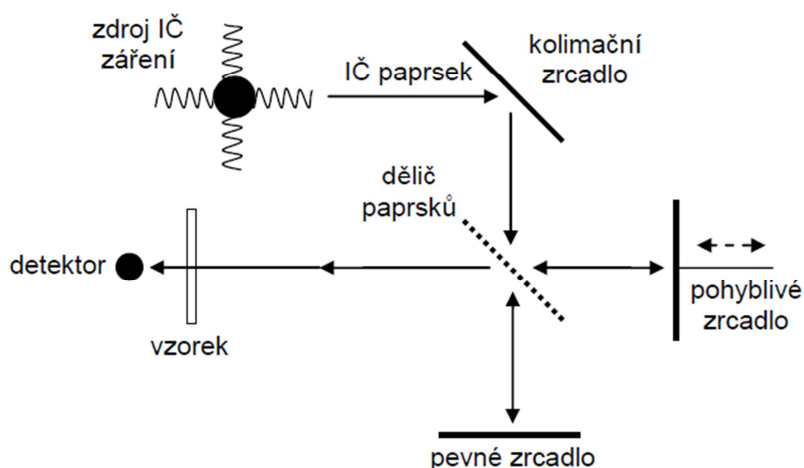 zdroj IČ
záření
kolimační
zrcadlo
IČ paprsek
dělič
paprsků
detektor
vzorek
pohyblivé
zrcadlo
pevné zrcadlo